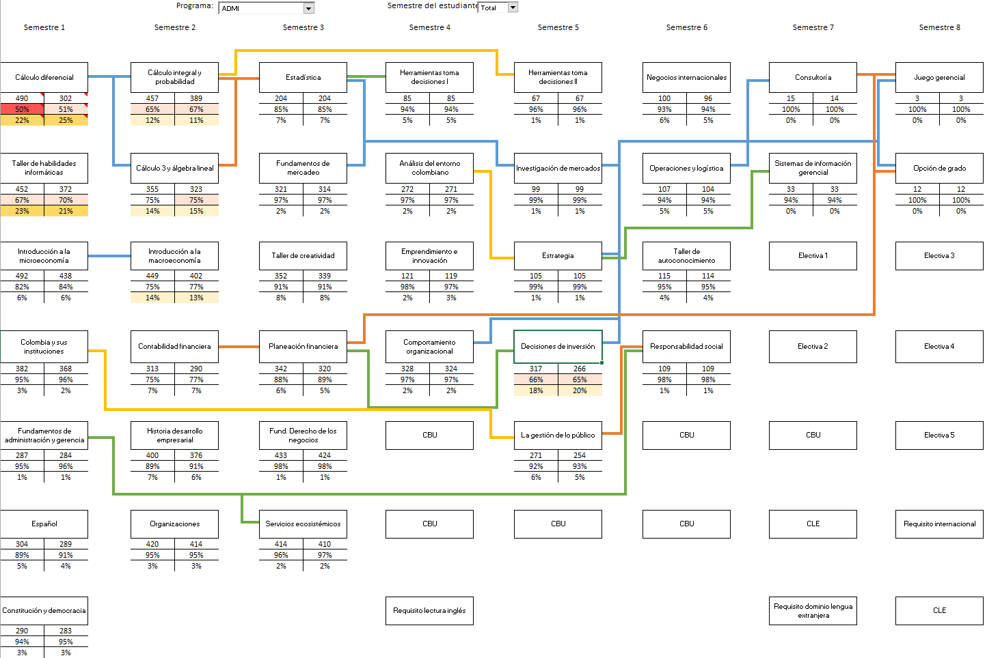 Programa: ADMI Semestre del estudiante Total
Semestre 1 Semestre 2 Semestre 3 Semestre 4 Semestre 5 Semestre 6 Semestre 7 Semestre 8
Cálculo diferencial
490 302
50% 51%
22% 25%
Cálculo integral y
probabilidad
457 389
65% 67%
12% 11%
Estadística
204 204
85% 85%
7% 7%
Herramientas toma
decisiones I
85 85
94% 94%
5% 5%
Herramientas toma
decisiones II
67 67
96% 96%
1% 1%
Negocios internacionales
100 96
93% 94%
6% 5%
Consultoría
15 14
100% 100%
0% 0%
Juego gerencial
3 3
100% 100%
0% 0%
Taller de habilidades
informáticas
452 372
67% 70%
23% 21%
Cálculo 3 y álgebra lineal
355 323
75% 75%
14% 15%
Fundamentos de
mercadeo
321 314
97% 97%
2% 2%
Análisis del entorno
colombiano
272 271
97% 97%
2% 2%
Investigación de mercados
99 99
99% 99%
1% 1%
Operaciones y logística
107 104
94% 94%
5% 5%
Sistemas de información
gerencial
33 33
94% 94%
0% 0%
Opción de grado
12 12
100% 100%
0% 0%
Introducción a la
microeconomía
492 438
82% 84%
6% 6%
Introducción a la
macroeconomía
449 402
75% 77%
14% 13%
Taller de creatividad
352 339
91% 91%
8% 8%
Emprendimiento e
innovación
121 119
98% 97%
2% 3%
Estrategia
105 105
99% 99%
1% 1%
Taller de
autoconocimiento
115 114
95% 95%
4% 4%
Electiva 1
Electiva 3
Colombia y sus
instituciones
382 368
95% 96%
3% 2%
Contabilidad financiera
313 290
75% 77%
7% 7%
Planeación financiera
342 320
88% 89%
6% 5%
Comportamiento
organizacional
328 324
97% 97%
2% 2%
Decisiones de inversión
317 266
66% 65%
18% 20%
Responsabilidad social
109 109
98% 98%
1% 1%
Electiva 2
Electiva 4
Fundamentos de
administración y gerencia
287 284
95% 96%
1% 1%
Historia desarrollo
empresarial
400 376
89% 91%
7% 6%
Fund. Derecho de los
negocios
433 424
98% 98%
1% 1%
CBU
La gestión de lo público
271 254
92% 93%
6% 5%
CBU
CBU
Electiva 5
Español
304 289
89% 91%
5% 4%
Organizaciones
420 414
95% 95%
3% 3%
Servicios ecosistémicos
414 410
96% 97%
2% 2%
CBU
CBU
CBU
CLE
Requisito internacional
Constitución y democracia
290 283
94% 95%
3% 3%
Requisito lectura inglés
Requisito dominio lengua
extranjera
CLE